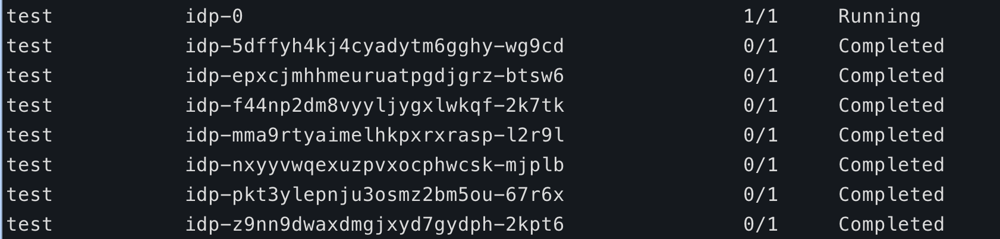 test idp-0 1/1 Running
test idp-5dffyh4kj4cyadytm6gghy-wg9cd 0/1 Completed
test idp-epxcjmhhmeuruatpgdjgrz-btsw6 0/1 Completed
test idp-f44np2dm8vyyljygxlwkqf-2k7tk 0/1 Completed
test idp-mma9rtyaimelhkpxrxrasp-l2r9l 0/1 Completed
test idp-nxyyvwqexuzpvxocphwcsk-mjplb 0/1 Completed
test idp-pkt3ylepnju3osmz2bm5ou-67r6x 0/1 Completed
test idp-z9nn9dwaxdmgjxyd7gydph-2kpt6 0/1 Completed